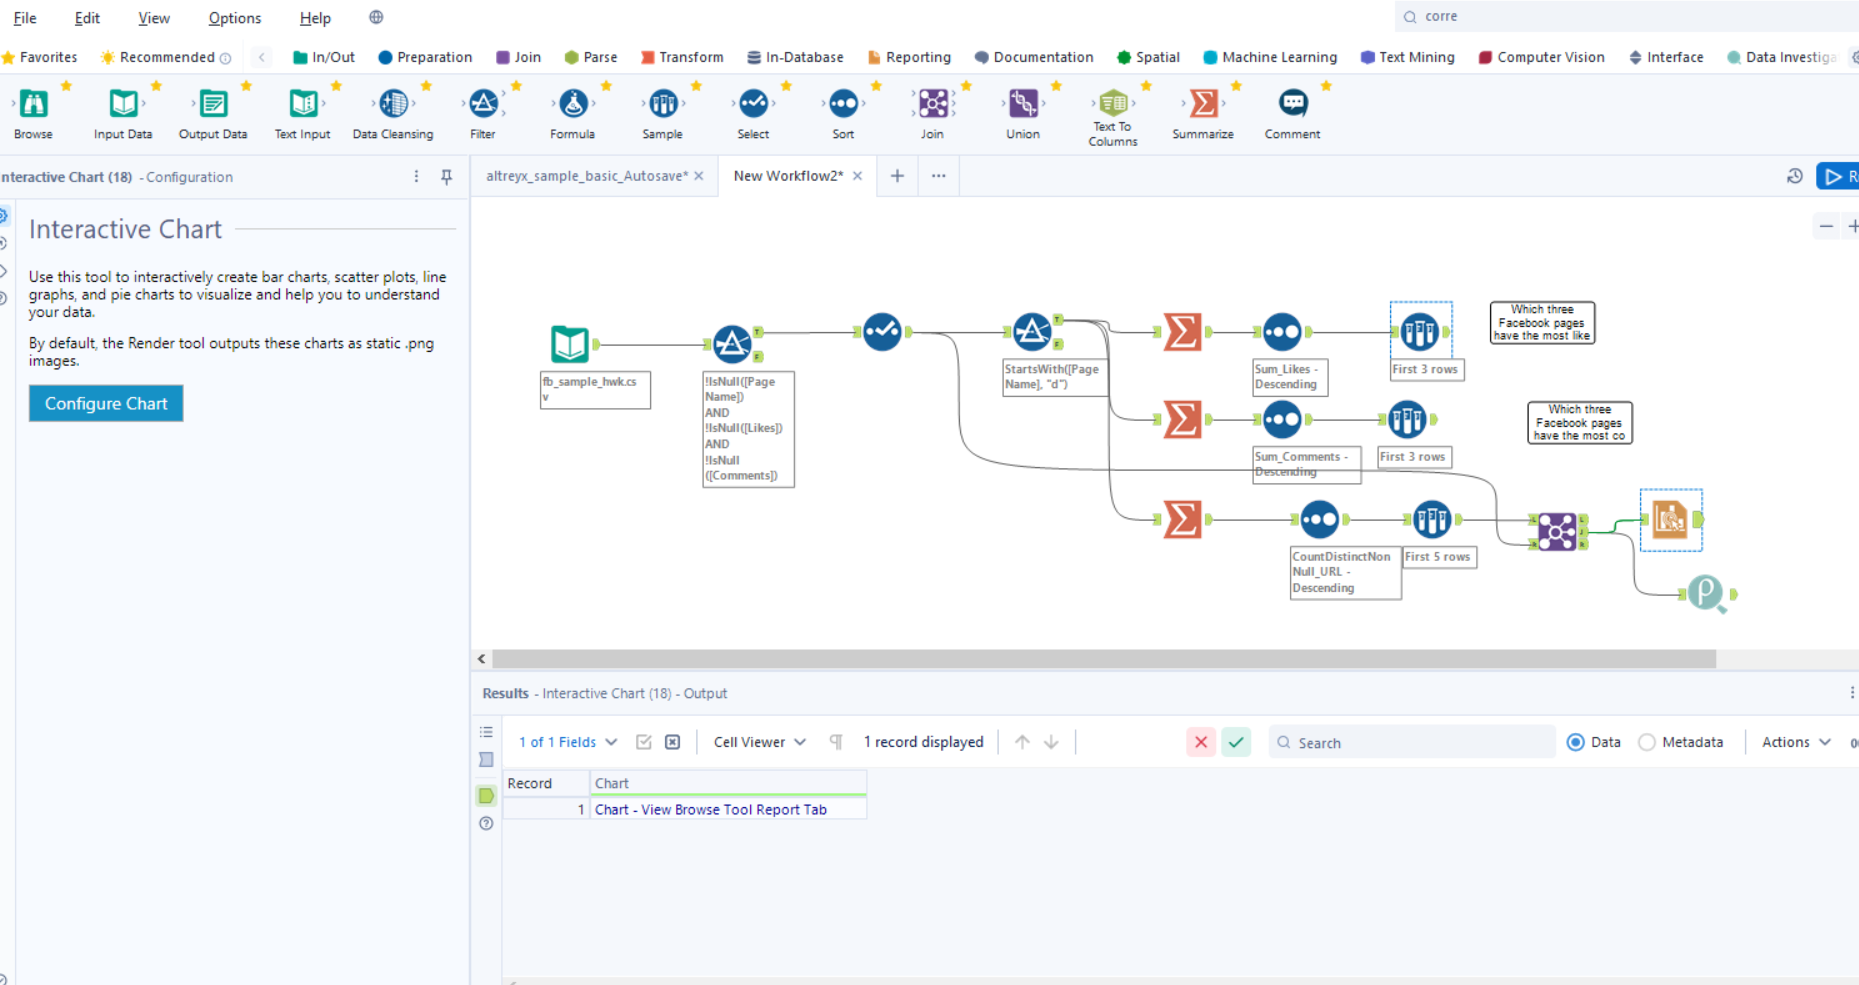 File Edit View Options Help
corre
Favorites Recommended In/Out Preparation Join Parse Transform In-Database Reporting Documentation Spatial Machine Learning Text Mining Computer Vision Interface Data Investiga
Browse Input Data Output Data Text Input Data Cleansing Filter Formula Sample Select Sort Join Union Text To Columns Summarize Comment
nteractive Chart (18) - Configuration
altreyx_sample_basic_Autosave* New Workflow2*
R
Interactive Chart
Use this tool to interactively create bar charts, scatter plots, line
graphs, and pie charts to visualize and help you to understand
your data.
By default, the Render tool outputs these charts as static .png
images.
Configure Chart
fb_sample_hwk.cs
v
T
F
!IsNull([Page
Name])
AND
!IsNull([Likes])
AND
!IsNull
([Comments])
T
F
StartsWith([Page
Name], "d")
Sum_Likes -
Descending
First 3 rows
Which three
Facebook pages
have the most like
Sum_Comments -
Descending
First 3 rows
Which three
Facebook pages
have the most co
CountDistinctNon
Null_URL -
Descending
First 5 rows
L
R
L
J
R
ρ
Results - Interactive Chart (18) - Output
1 of 1 Fields Cell Viewer 1 record displayed Search Data Metadata Actions
Record Chart
1 Chart - View Browse Tool Report Tab